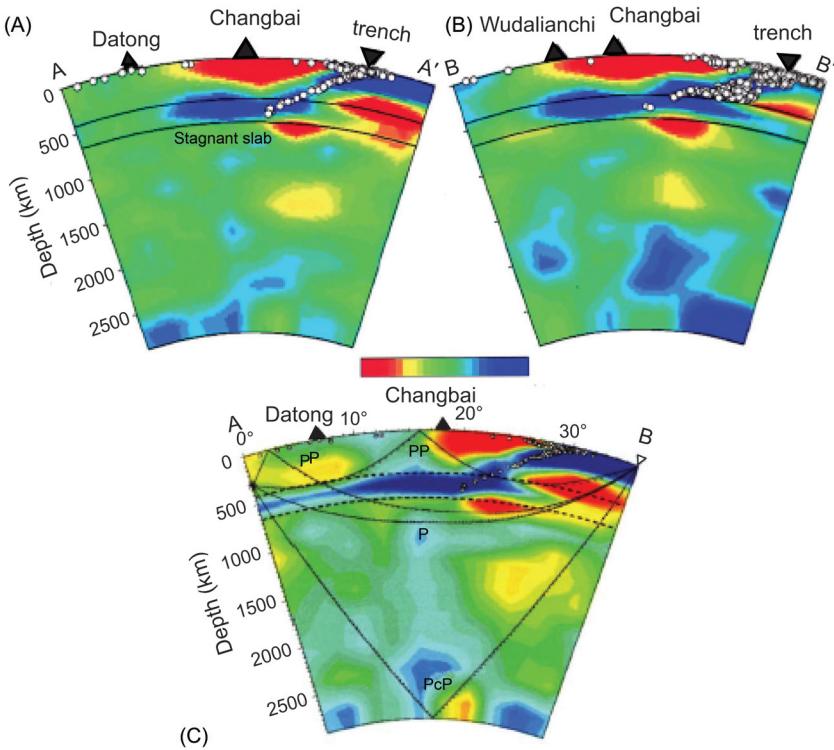 (A)
Datong
Changbai
trench
A
A′
0
500
1000
1500
2000
2500
Depth (km)
Stagnant slab
(B)
Wudalianchi
Changbai
trench
B
B′
A
Datong
Changbai
B
0°
10°
20°
30°
0
500
1000
1500
2000
2500
Depth (km)
PP
PP
P
PcP
(C)